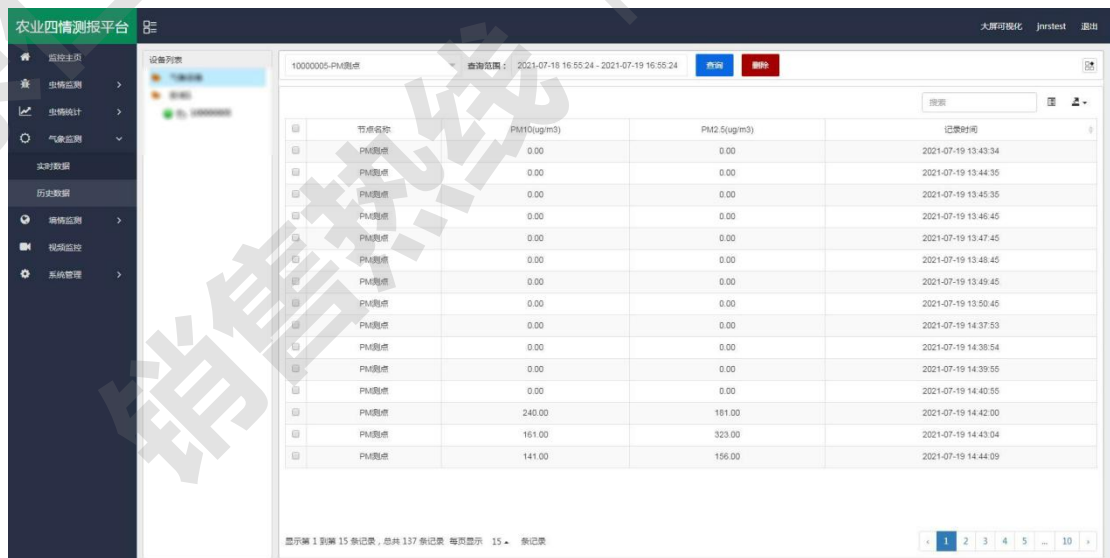 农业四情测报平台
大屏可视化 jnrstest 退出
监控主页
虫情监测
虫情统计
气象监测
实时数据
历史数据
墒情监测
视频监控
系统管理
设备列表
10000005-PM测点 查询范围： 2021-07-18 16:55:24 - 2021-07-19 16:55:24 查询 删除
搜索
节点名称 PM10(ug/m3) PM2.5(ug/m3) 记录时间
PM测点 0.00 0.00 2021-07-19 13:43:34
PM测点 0.00 0.00 2021-07-19 13:44:35
PM测点 0.00 0.00 2021-07-19 13:45:35
PM测点 0.00 0.00 2021-07-19 13:46:45
PM测点 0.00 0.00 2021-07-19 13:47:45
PM测点 0.00 0.00 2021-07-19 13:48:45
PM测点 0.00 0.00 2021-07-19 13:49:45
PM测点 0.00 0.00 2021-07-19 13:50:45
PM测点 0.00 0.00 2021-07-19 14:37:53
PM测点 0.00 0.00 2021-07-19 14:38:54
PM测点 0.00 0.00 2021-07-19 14:39:55
PM测点 0.00 0.00 2021-07-19 14:40:55
PM测点 240.00 181.00 2021-07-19 14:42:00
PM测点 161.00 323.00 2021-07-19 14:43:04
PM测点 141.00 156.00 2021-07-19 14:44:09
显示第 1 到第 15 条记录，总共 137 条记录 每页显示 15 条记录
‹ 1 2 3 4 5 ... 10 ›
销售热线